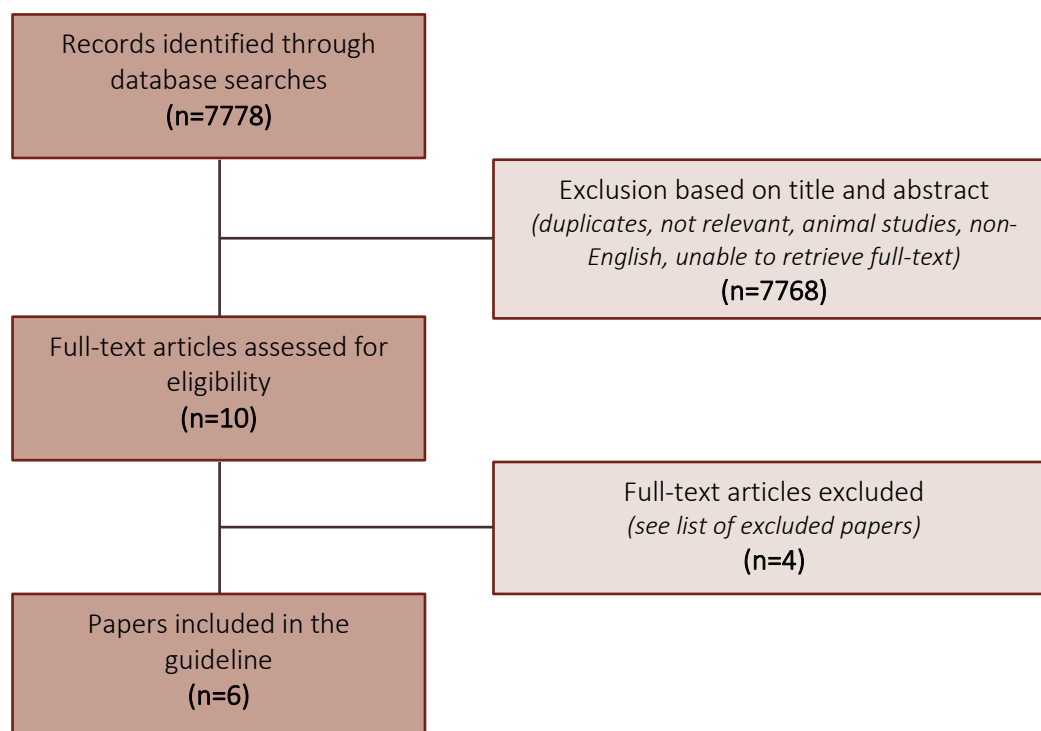 Records identified through
database searches
(n=7778)
Exclusion based on title and abstract
(duplicates, not relevant, animal studies, non-
English, unable to retrieve full-text)
(n=7768)
Full-text articles assessed for
eligibility
(n=10)
Full-text articles excluded
(see list of excluded papers)
(n=4)
Papers included in the
guideline
(n=6)